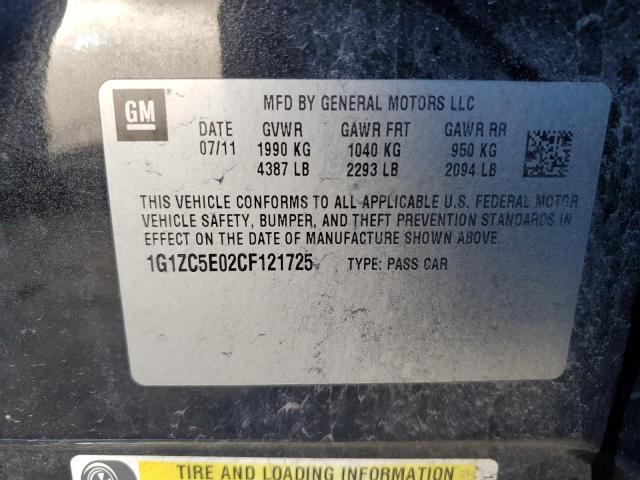 GM®
MFD BY GENERAL MOTORS LLC
DATE GVWR GAWR FRT GAWR RR
07/11 1990 KG 1040 KG 950 KG
4387 LB 2293 LB 2094 LB
THIS VEHICLE CONFORMS TO ALL APPLICABLE U.S. FEDERAL MOTOR
VEHICLE SAFETY, BUMPER, AND THEFT PREVENTION STANDARDS IN
EFFECT ON THE DATE OF MANUFACTURE SHOWN ABOVE.
1G1ZC5E02CF121725 TYPE: PASS CAR
TIRE AND LOADING INFORMATION